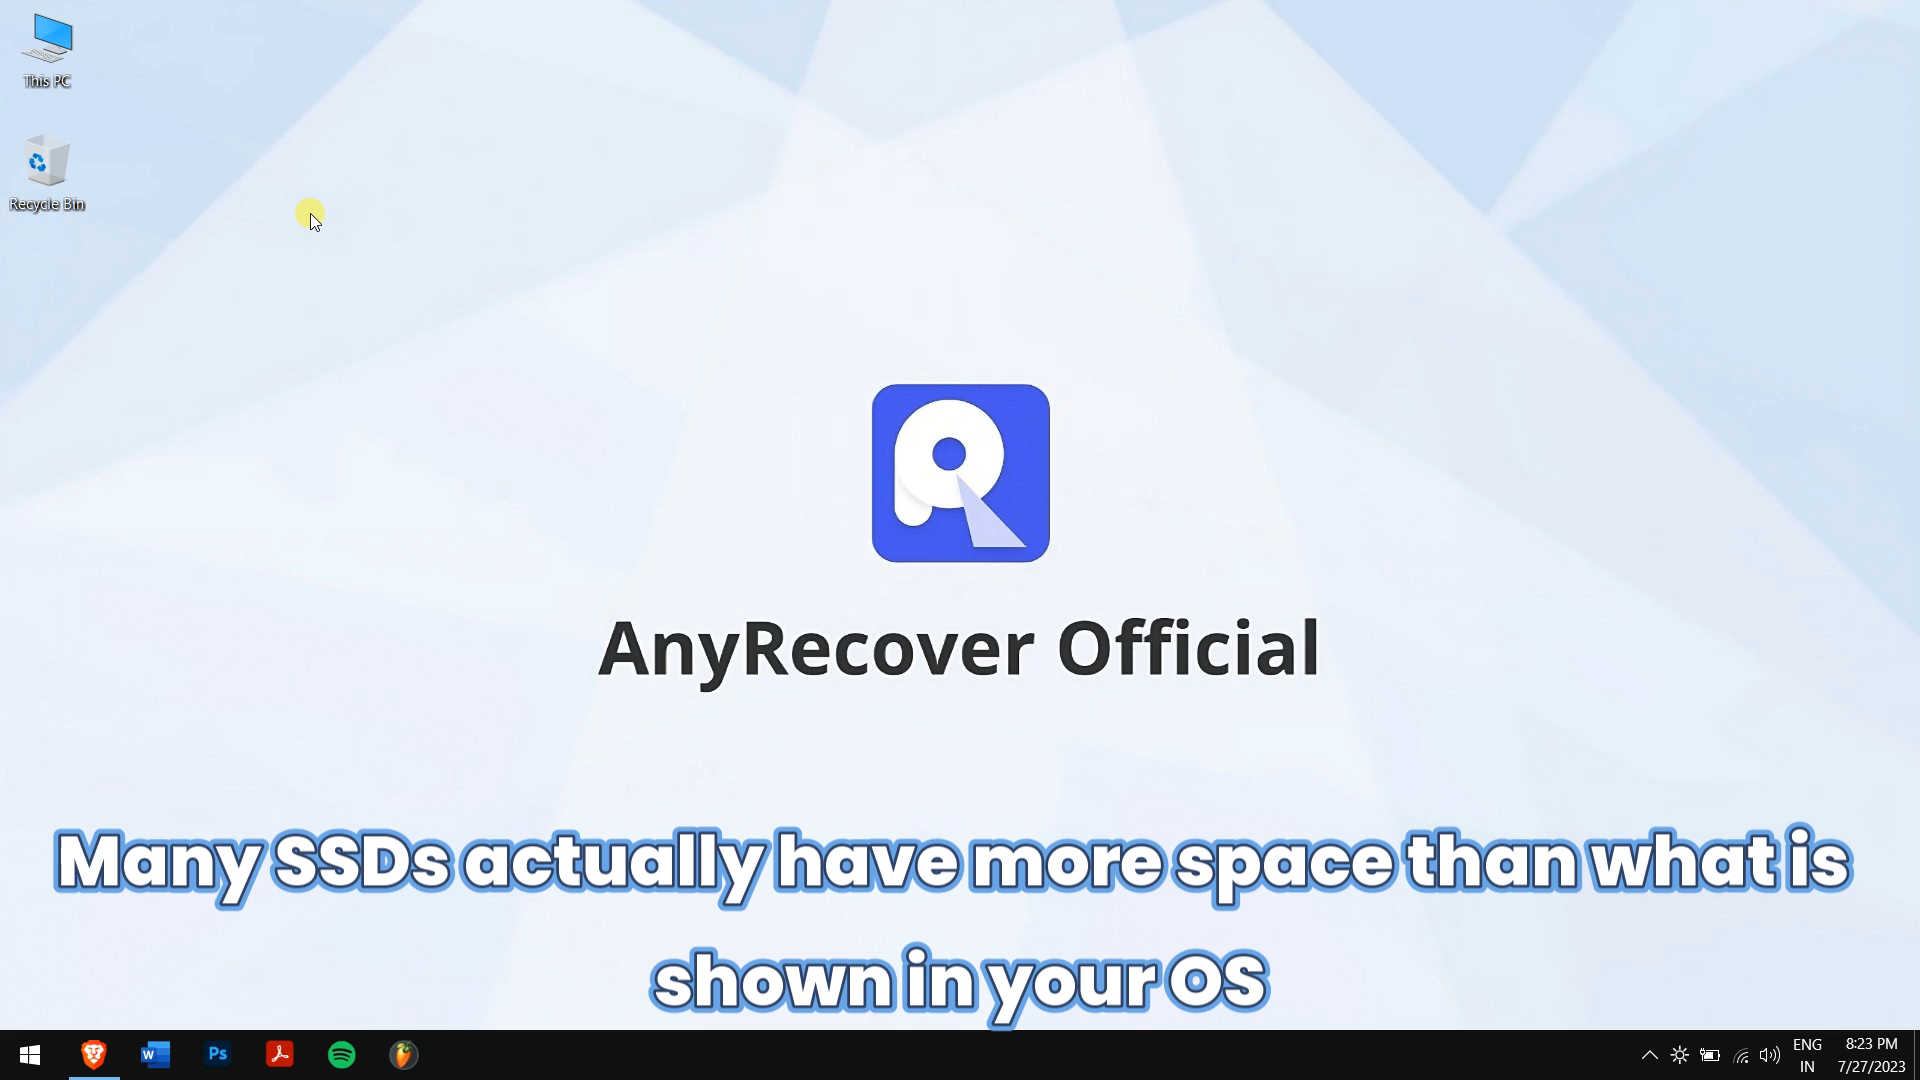 This PC
Recycle Bin
AnyRecover Official
Many SSDs actually have more space than what is
shown in your OS
W
Ps
ENG
IN
8:23 PM
7/27/2023